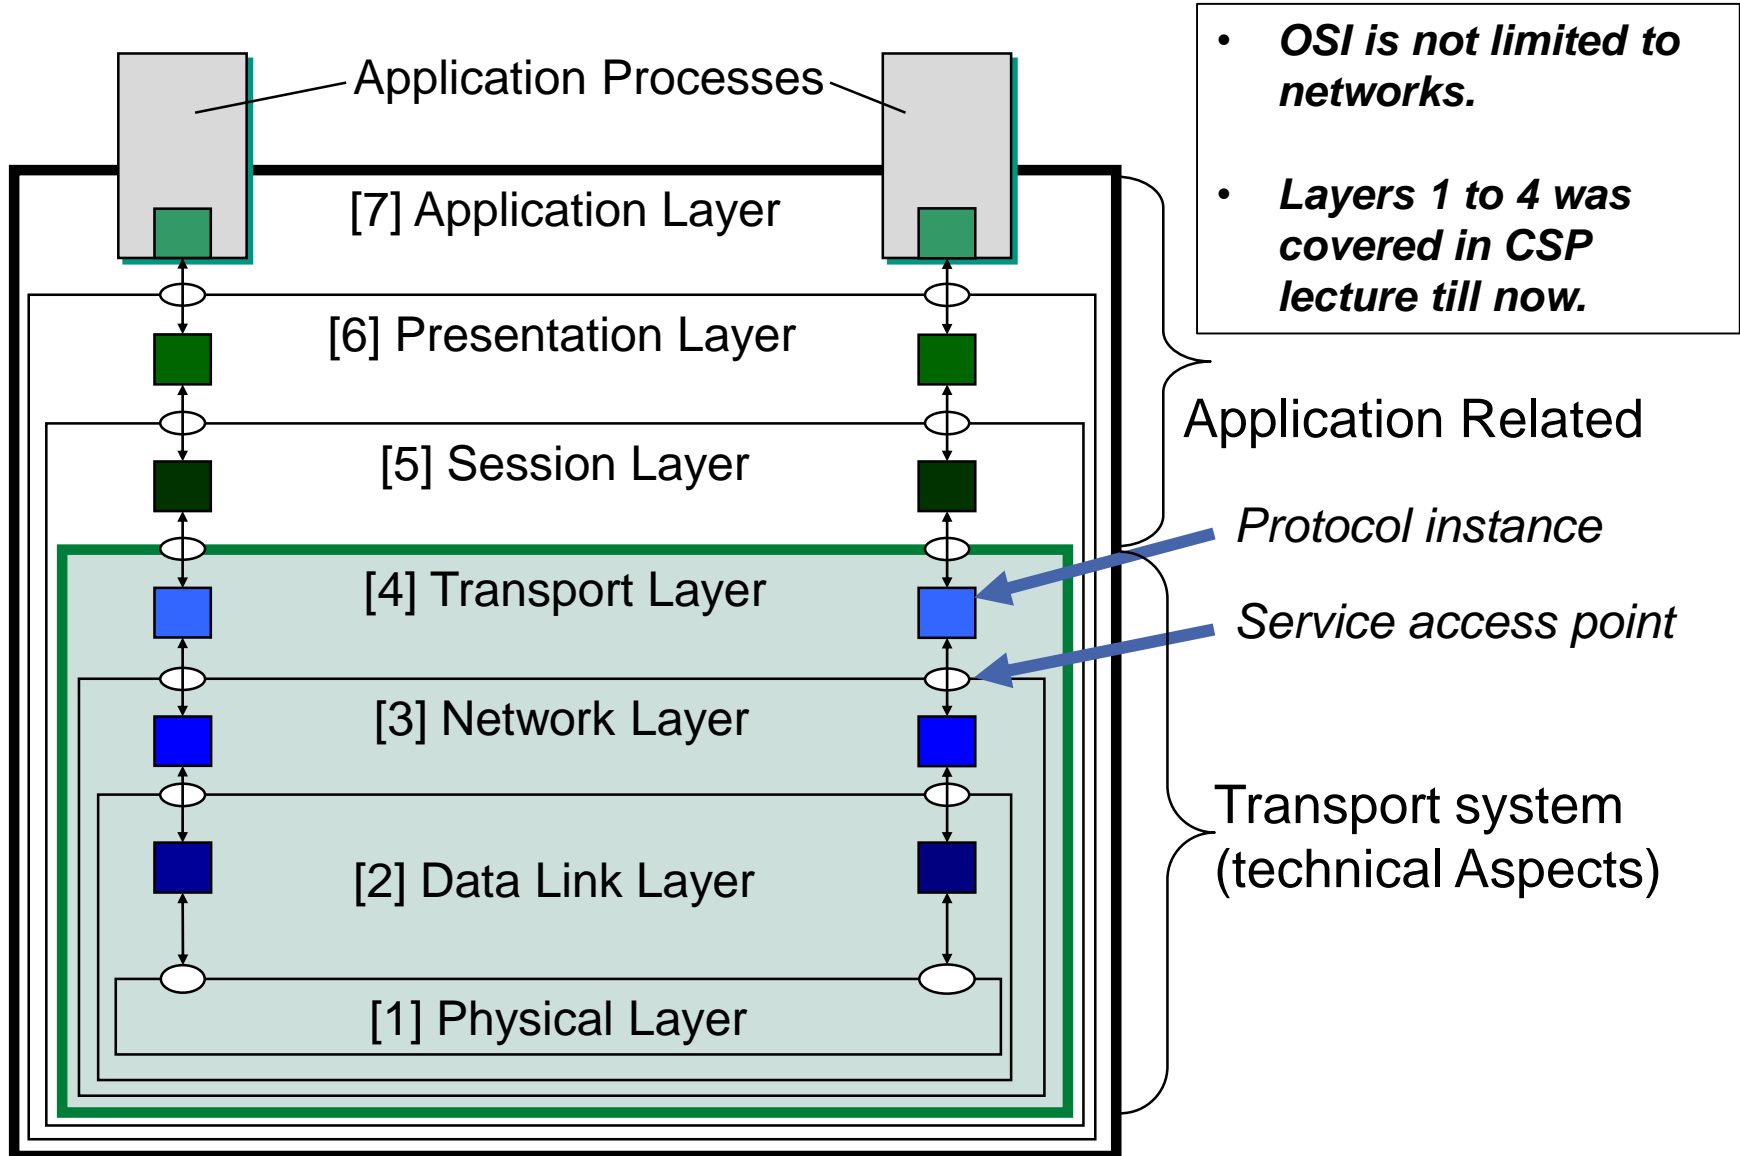 • OSI is not limited to
networks.
• Layers 1 to 4 was
covered in CSP
lecture till now.
Application Processes
[7] Application Layer
[6] Presentation Layer
Application Related
[5] Session Layer
Protocol instance
[4] Transport Layer
Service access point
[3] Network Layer
Transport system
(technical Aspects)
[2] Data Link Layer
[1] Physical Layer